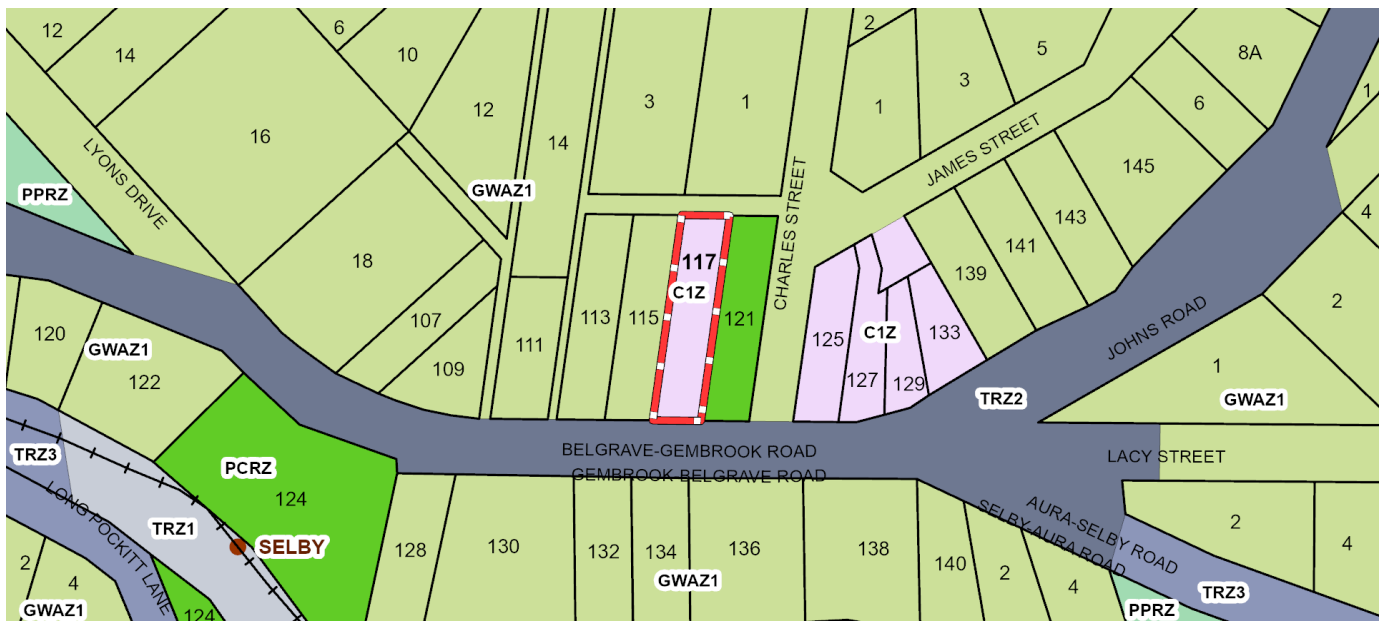 12
14
6
10
2
5
8A
3
1
12
14
1
3
6
1
16
145
LYONS DRIVE
PPRZ
GWAZ1
CHARLES STREET
JAMES STREET
143
4
18
117
141
139
C1Z
121
113
115
107
109
111
125
127
C1Z
133
129
JOHNS ROAD
2
120
GWAZ1
122
1
TRZ2
GWAZ1
BELGRAVE-GEMBROOK ROAD
GEMBROOK-BELGRAVE ROAD
LACY STREET
TRZ3
PCRZ
124
LONG POCKITT LANE
TRZ1
SELBY
128
130
132
134
136
138
140
AURA-SELBY ROAD
SELBY-AURA ROAD
2
4
2
4
GWAZ1
2
4
TRZ3
GWAZ1
124
PPRZ